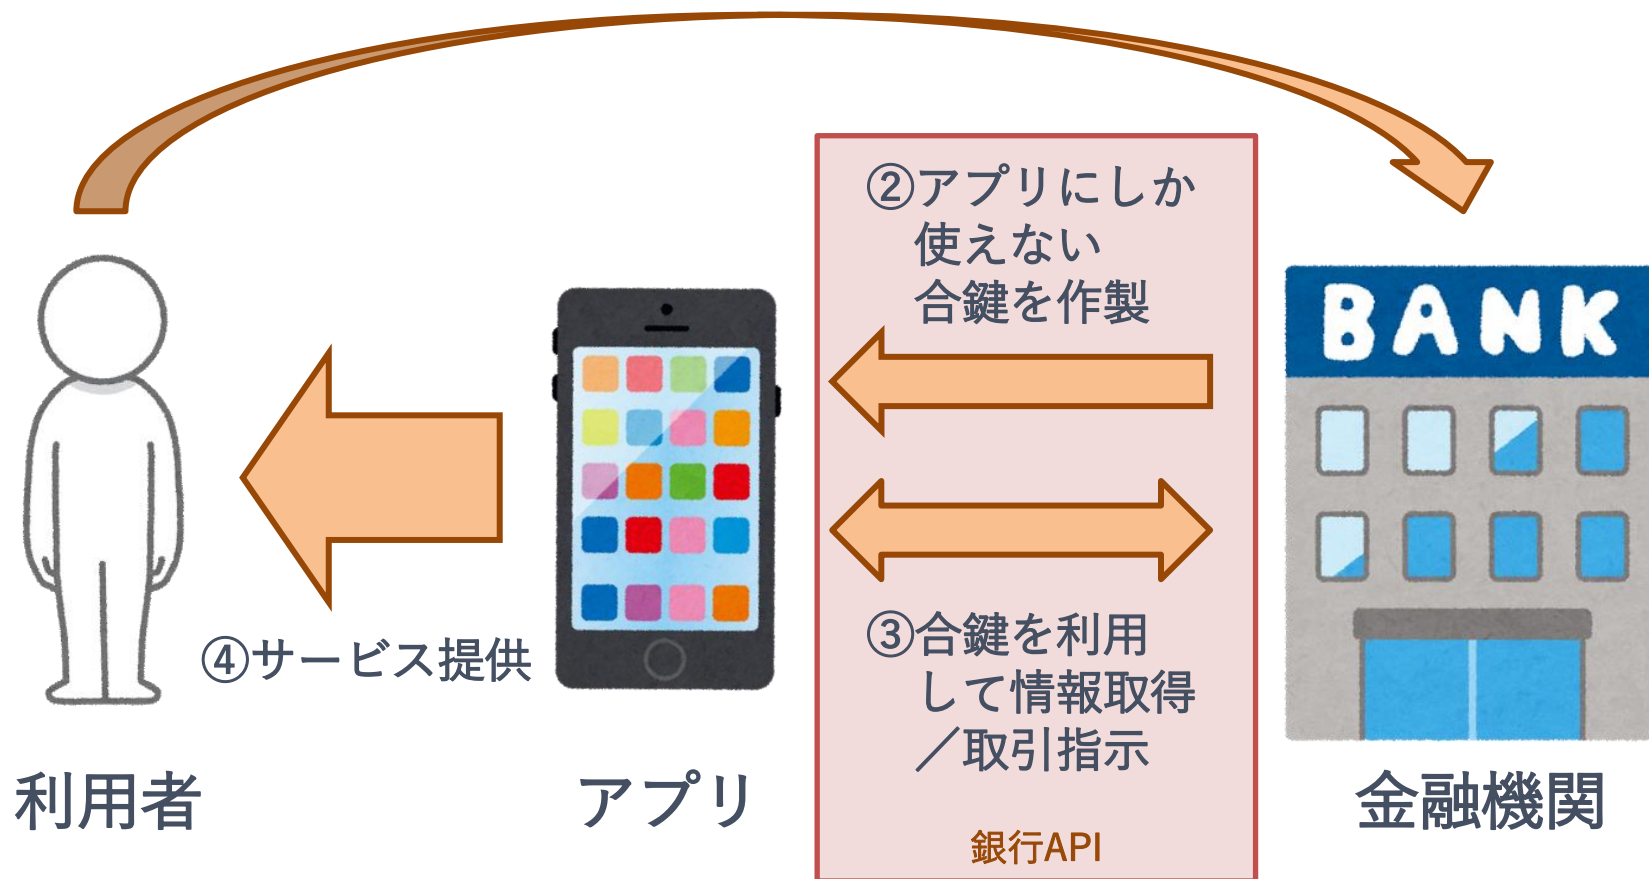 ②アプリにしか
使えない
合鍵を作製
BANK
③合鍵を利用
して情報取得
／取引指示
④サービス提供
利用者
アプリ
金融機関
銀行API